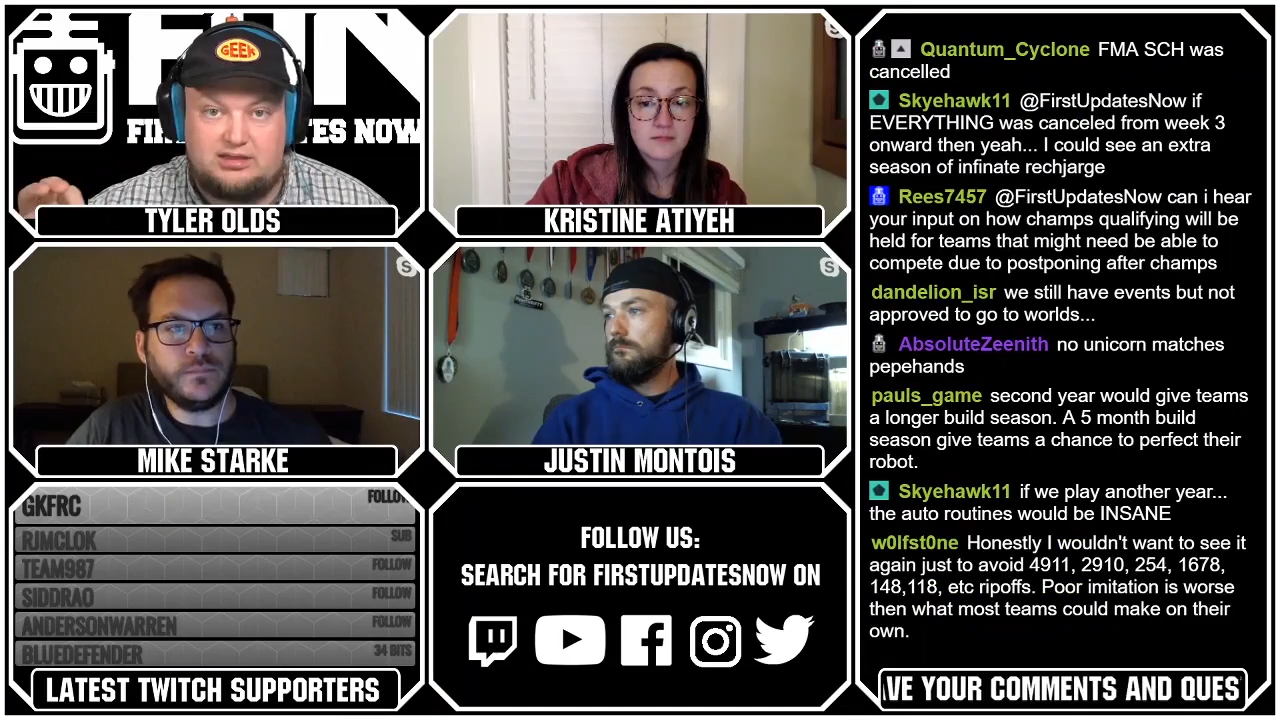 GEEK
FIRST UPDATES NOW
TYLER OLDS
KRISTINE ATIYEH
MIKE STARKE
JUSTIN MONTOIS
GKFRC FOLLOW
RJMCLOK SUB
TEAM987 FOLLOW
SIDDRAO FOLLOW
ANDERSONWARREN FOLLOW
BLUEDEFENDER 34 BITS
LATEST TWITCH SUPPORTERS
FOLLOW US:
SEARCH FOR FIRSTUPDATESNOW ON
Quantum_Cyclone FMA SCH was
cancelled
Skyehawk11 @FirstUpdatesNow if
EVERYTHING was canceled from week 3
onward then yeah... I could see an extra
season of infinate rechjarge
Rees7457 @FirstUpdatesNow can i hear
your input on how champs qualifying will be
held for teams that might need be able to
compete due to postponing after champs
dandelion_isr we still have events but not
approved to go to worlds...
AbsoluteZeenith no unicorn matches
pepehands
pauls_game second year would give teams
a longer build season. A 5 month build
season give teams a chance to perfect their
robot.
Skyehawk11 if we play another year...
the auto routines would be INSANE
w0lfst0ne Honestly I wouldn't want to see it
again just to avoid 4911, 2910, 254, 1678,
148,118, etc ripoffs. Poor imitation is worse
then what most teams could make on their
own.
VE YOUR COMMENTS AND QUES